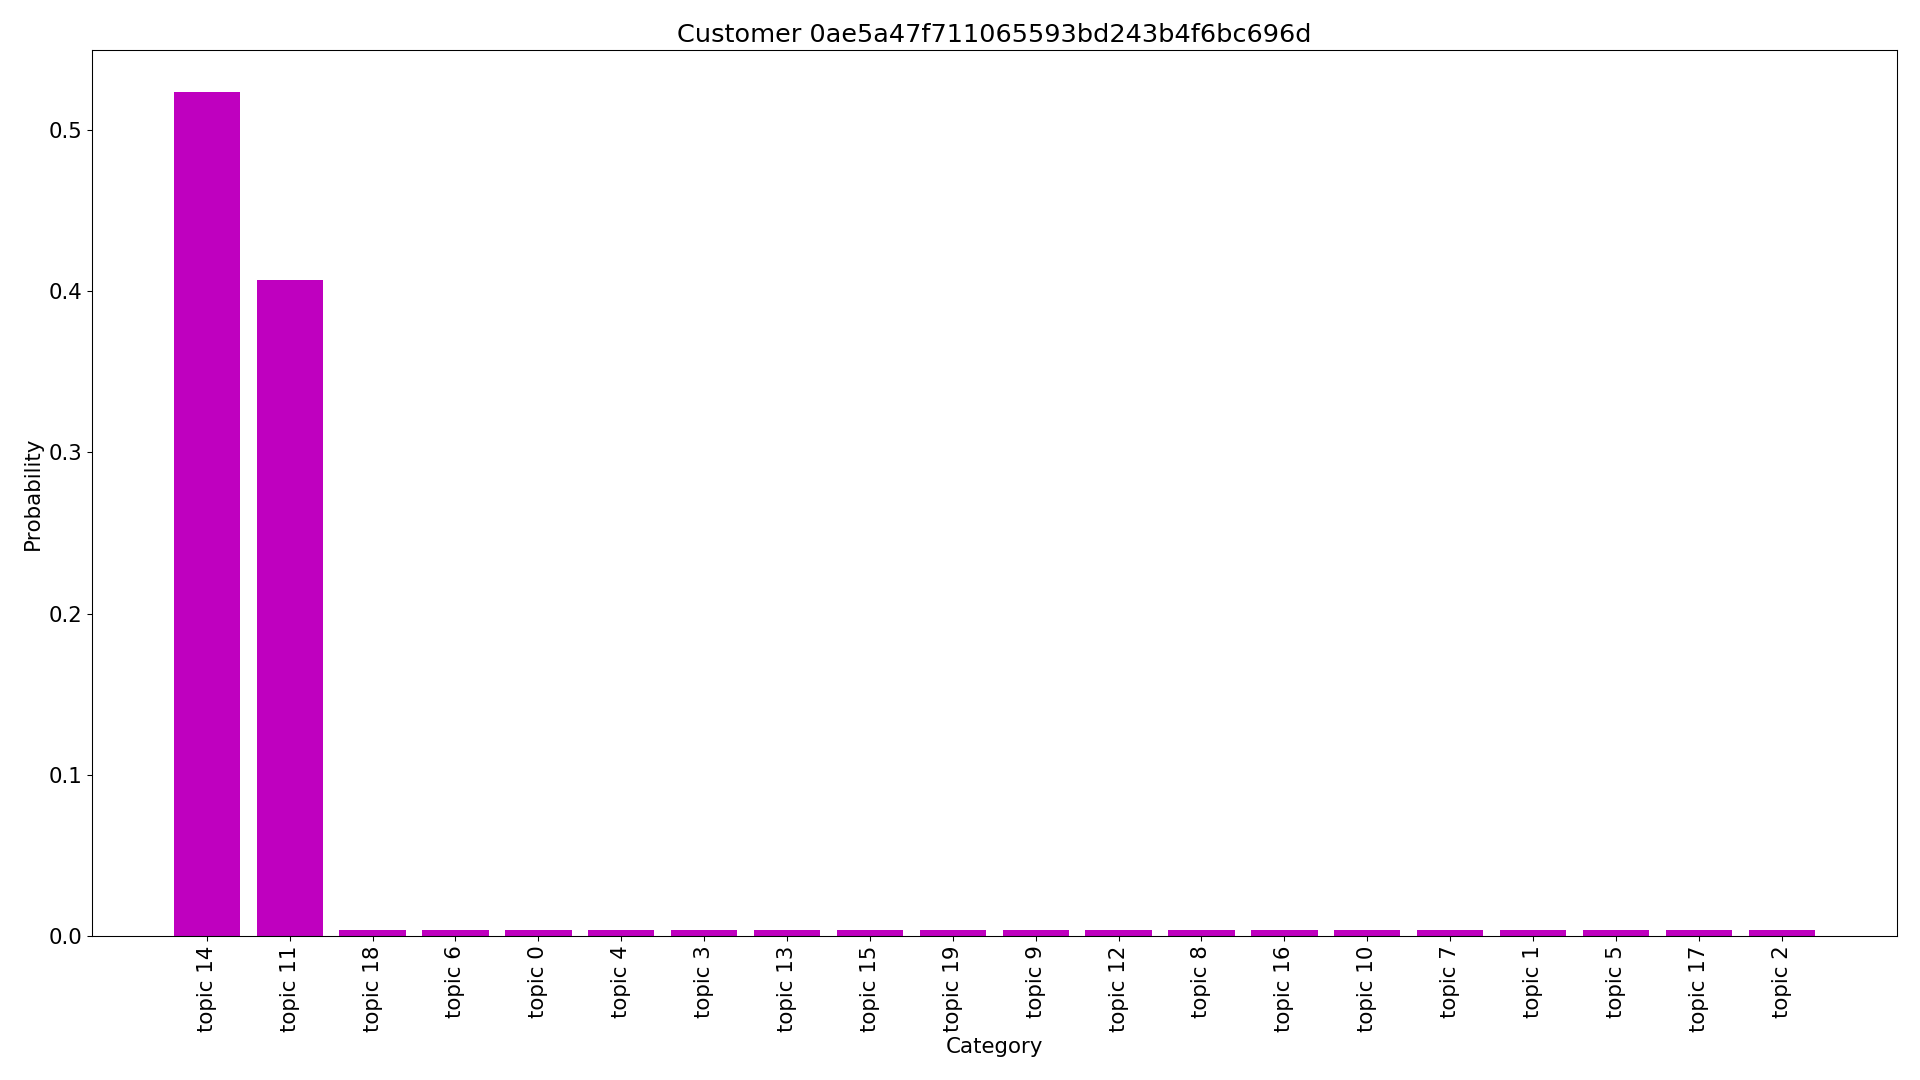 Customer 0ae5a47f711065593bd243b4f6bc696d
Probability
0.5
0.4
0.3
0.2
0.1
0.0
topic 14
topic 11
topic 18
topic 6
topic 0
topic 4
topic 3
topic 13
topic 15
topic 19
topic 9
topic 12
topic 8
topic 16
topic 10
topic 7
topic 1
topic 5
topic 17
topic 2
Category